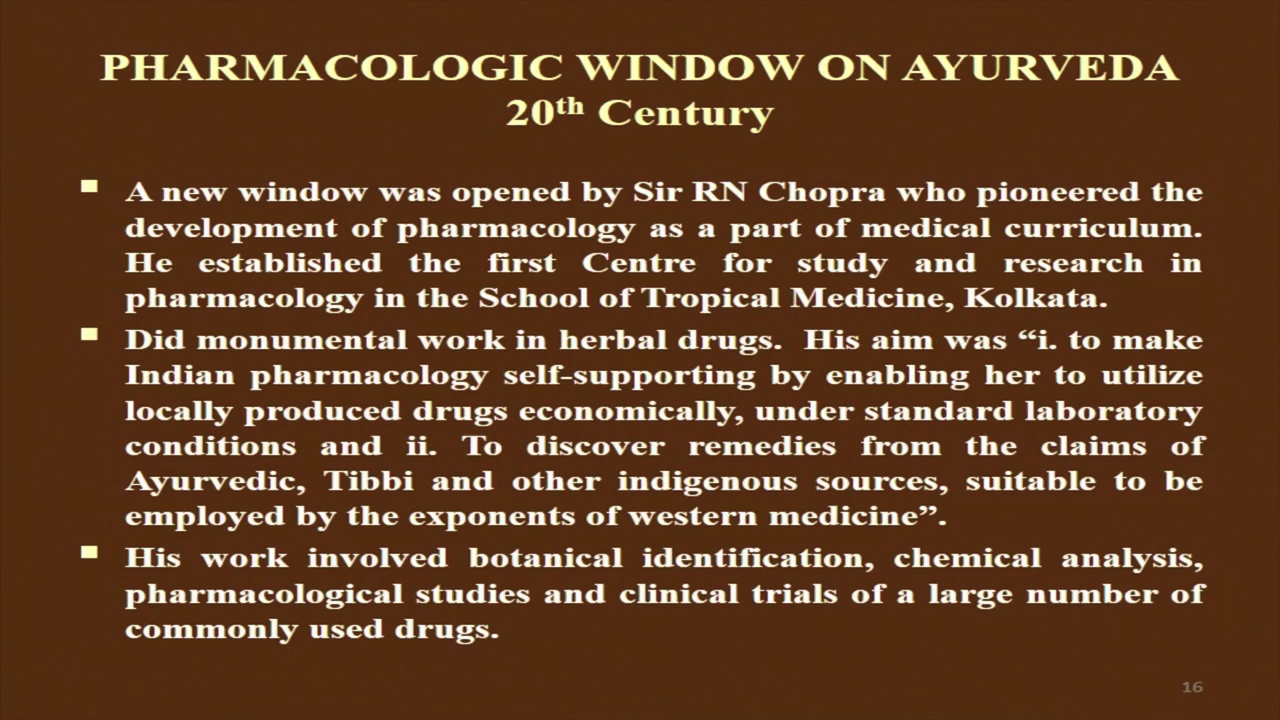 PHARMACOLOGIC WINDOW ON AYURVEDA
20th Century
▪ A new window was opened by Sir RN Chopra who pioneered the
development of pharmacology as a part of medical curriculum.
He established the first Centre for study and research in
pharmacology in the School of Tropical Medicine, Kolkata.
▪ Did monumental work in herbal drugs.  His aim was “i. to make
Indian pharmacology self-supporting by enabling her to utilize
locally produced drugs economically, under standard laboratory
conditions and ii. To discover remedies from the claims of
Ayurvedic, Tibbi and other indigenous sources, suitable to be
employed by the exponents of western medicine”.
▪ His work involved botanical identification, chemical analysis,
pharmacological studies and clinical trials of a large number of
commonly used drugs.
16